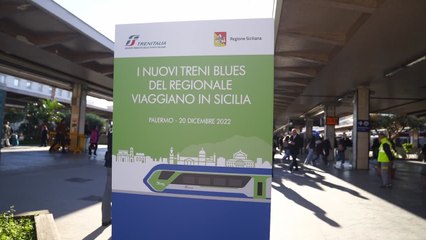 TRENITALIA
Regione Siciliana
I NUOVI TRENI BLUES
DEL REGIONALE
VIAGGIANO IN SICILIA
PALERMO - 20 DICEMBRE 2022